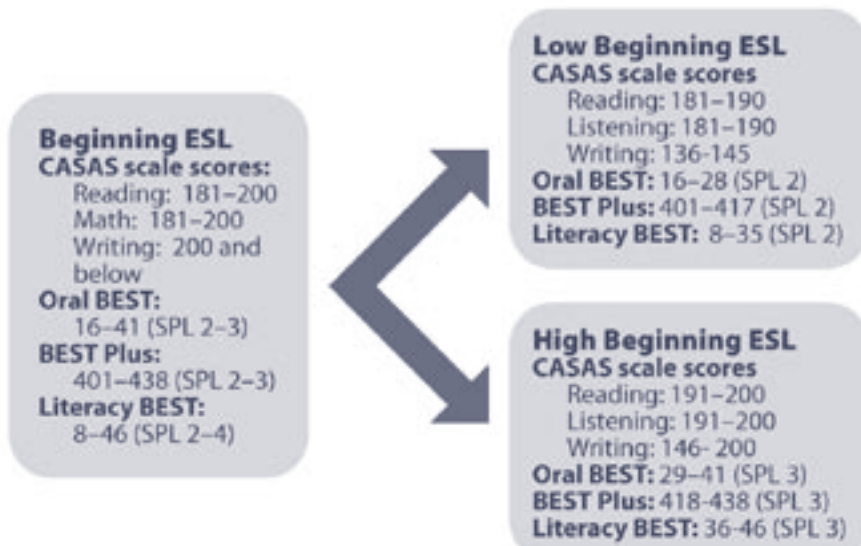 Beginning ESL
CASAS scale scores:
Reading: 181–200
Math: 181–200
Writing: 200 and
below
Oral BEST:
16–41 (SPL 2–3)
BEST Plus:
401–438 (SPL 2–3)
Literacy BEST:
8–46 (SPL 2–4)
Low Beginning ESL
CASAS scale scores
Reading: 181–190
Listening: 181–190
Writing: 136-145
Oral BEST: 16–28 (SPL 2)
BEST Plus: 401–417 (SPL 2)
Literacy BEST: 8–35 (SPL 2)
High Beginning ESL
CASAS scale scores
Reading: 191–200
Listening: 191–200
Writing: 146- 200
Oral BEST: 29–41 (SPL 3)
BEST Plus: 418-438 (SPL 3)
Literacy BEST: 36-46 (SPL 3)